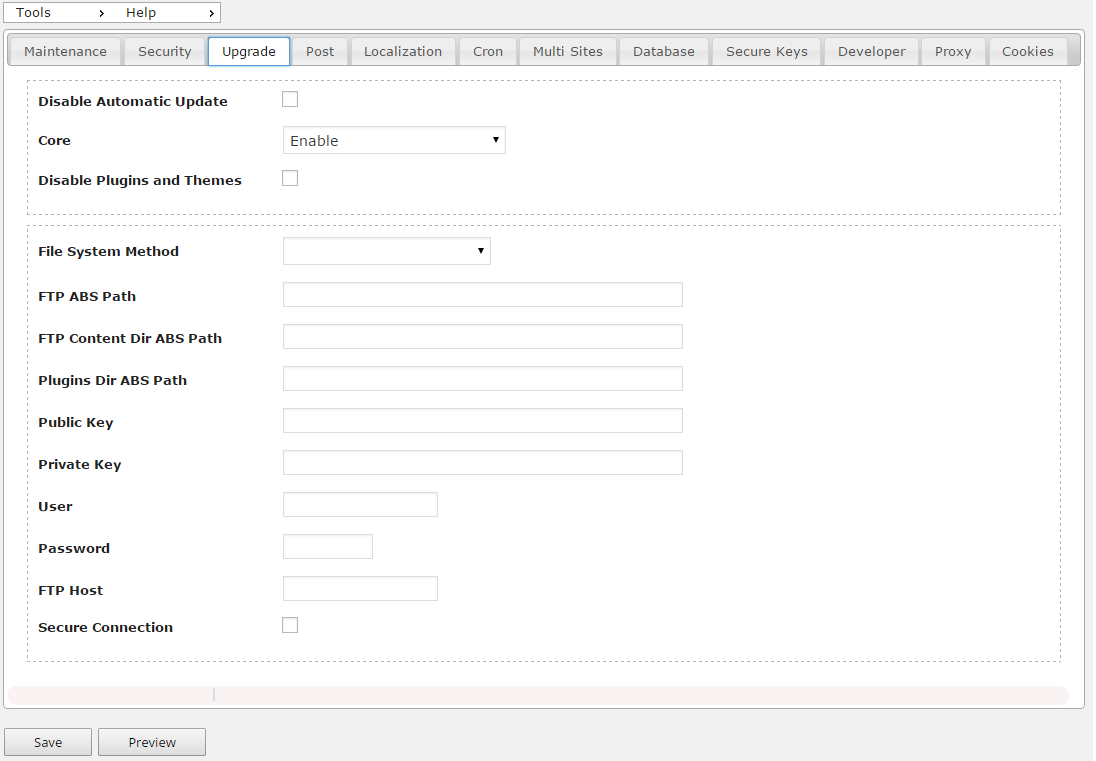 Tools Help
Maintenance Security Upgrade Post Localization Cron Multi Sites Database Secure Keys Developer Proxy Cookies
Disable Automatic Update
Core Enable
Disable Plugins and Themes
File System Method
FTP ABS Path
FTP Content Dir ABS Path
Plugins Dir ABS Path
Public Key
Private Key
User
Password
FTP Host
Secure Connection
Save Preview